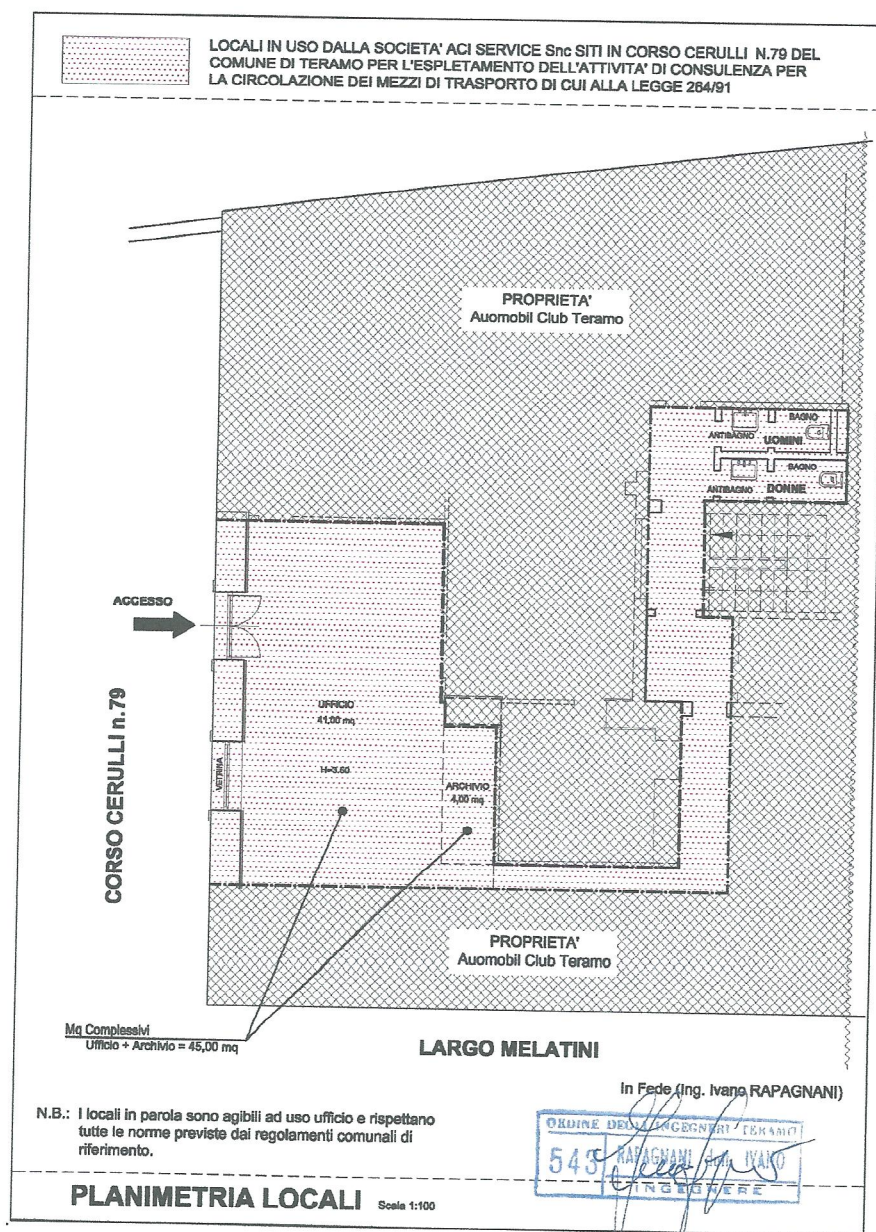 LOCALI IN USO DALLA SOCIETA' ACI SERVICE Snc SITI IN CORSO CERULLI N.79 DEL
COMUNE DI TERAMO PER L'ESPLETAMENTO DELL'ATTIVITA' DI CONSULENZA PER
LA CIRCOLAZIONE DEI MEZZI DI TRASPORTO DI CUI ALLA LEGGE 264/91
PROPRIETA'
Auomobil Club Teramo
BAGNO
ANTIBAGNO UOMINI
BAGNO
ANTIBAGNO DONNE
ACCESSO
CORSO CERULLI n.79
UFFICIO
41,00 mq
H=3.60
VETRINA
ARCHIVIO
4,00 mq
PROPRIETA'
Auomobil Club Teramo
Mq Complessivi
Ufficio + Archivio = 45,00 mq
LARGO MELATINI
In Fede (Ing. Ivano RAPAGNANI)
N.B.: I locali in parola sono agibili ad uso ufficio e rispettano
tutte le norme previste dai regolamenti comunali di
riferimento.
ORDINE DEGLI INGEGNERI TERAMO
543 RAPAGNANI dott. IVANO
INGEGNERE
PLANIMETRIA LOCALI Scala 1:100